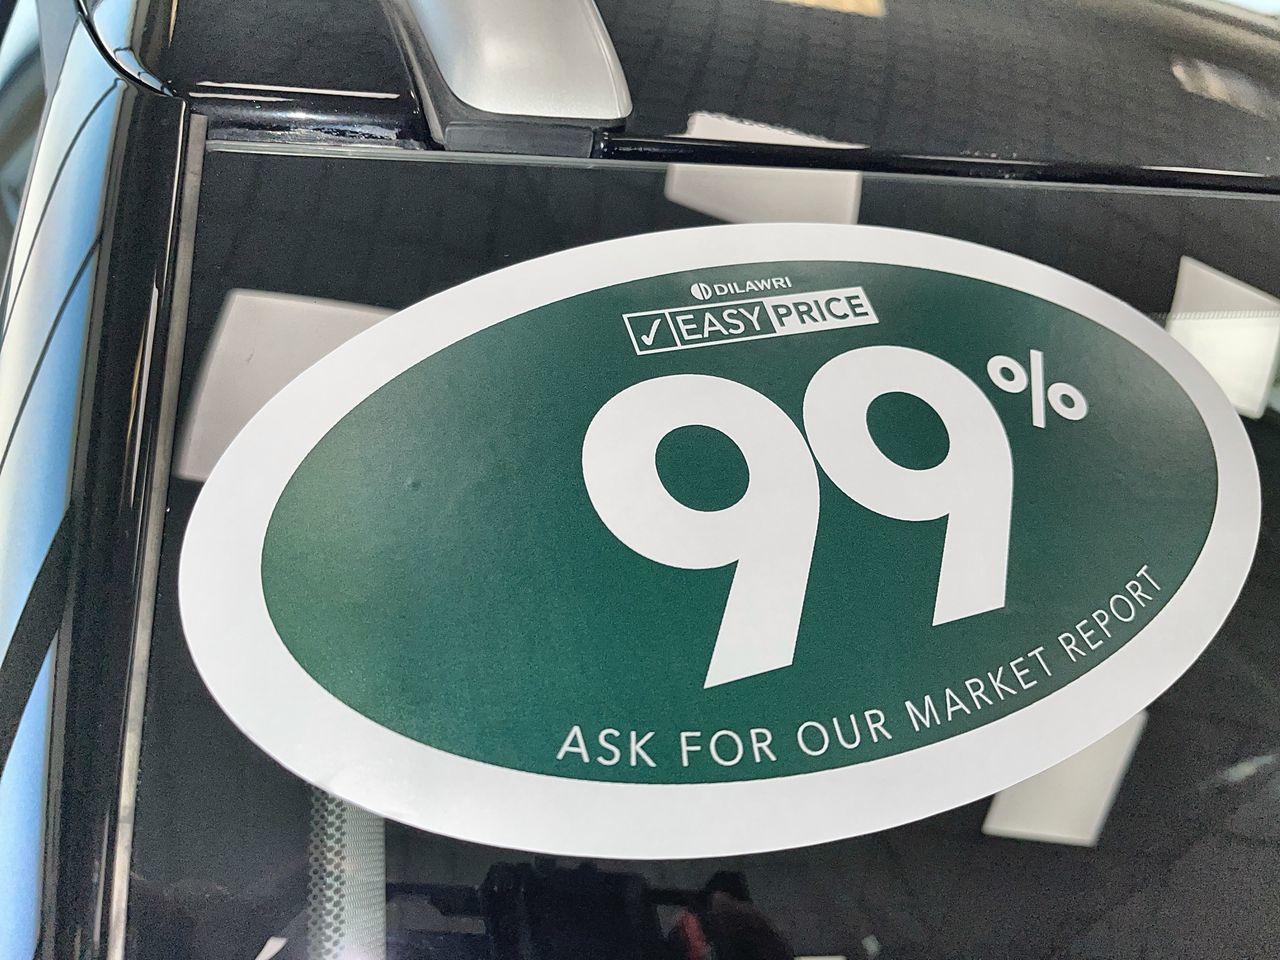 DILAWRI
✓ EASY PRICE
99%
ASK FOR OUR MARKET REPORT